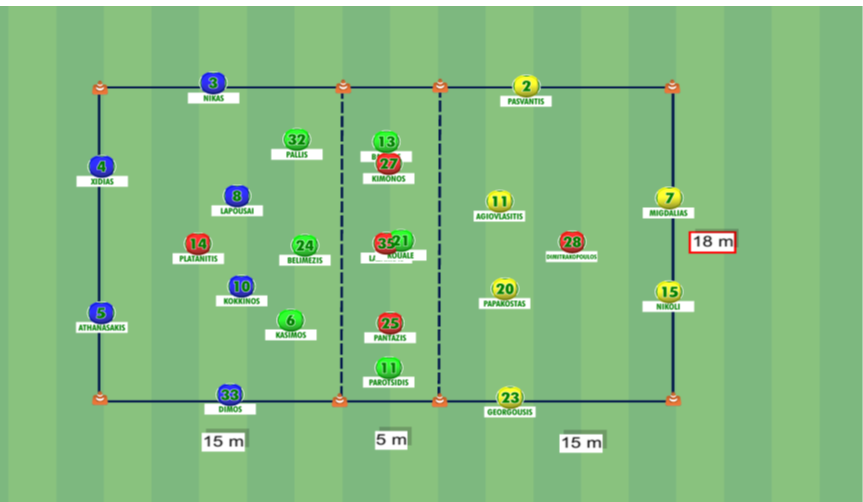 3
NIKAS
2
PASVANTIS
32
PALLIS
13
27
KIMONOS
4
XIDIAS
8
LAPOUSAI
11
AGIOVLASITIS
7
MIGDALIAS
14
PLATANITIS
24
BELIMEZIS
35
21
KOUALE
28
DIMITRAKOPOULOS
18 m
10
KOKKINOS
20
PAPAKOSTAS
15
NIKOLI
5
ATHANASAKIS
6
KASIMOS
25
PANTAZIS
11
PAROTSIDIS
33
DIMOS
23
GEORGOUSIS
15 m
5 m
15 m